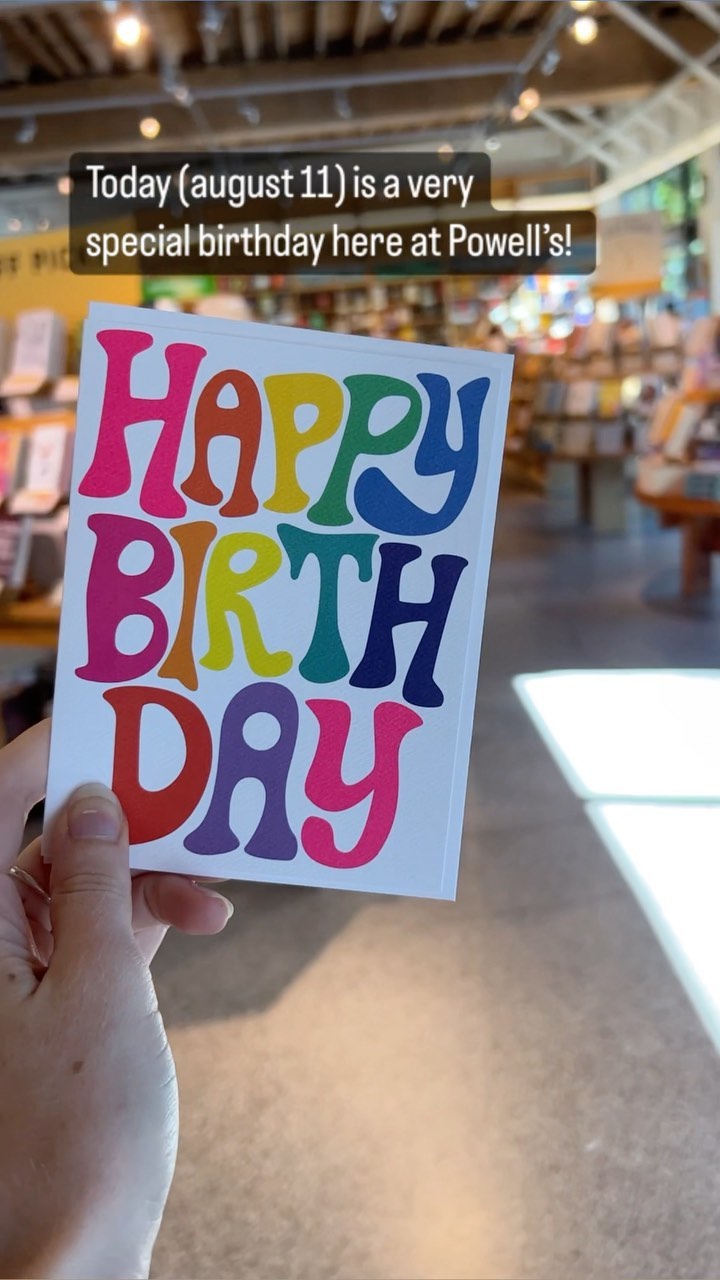 Today (august 11) is a very
special birthday here at Powell's!
HAPPY
BIRTH
DAY